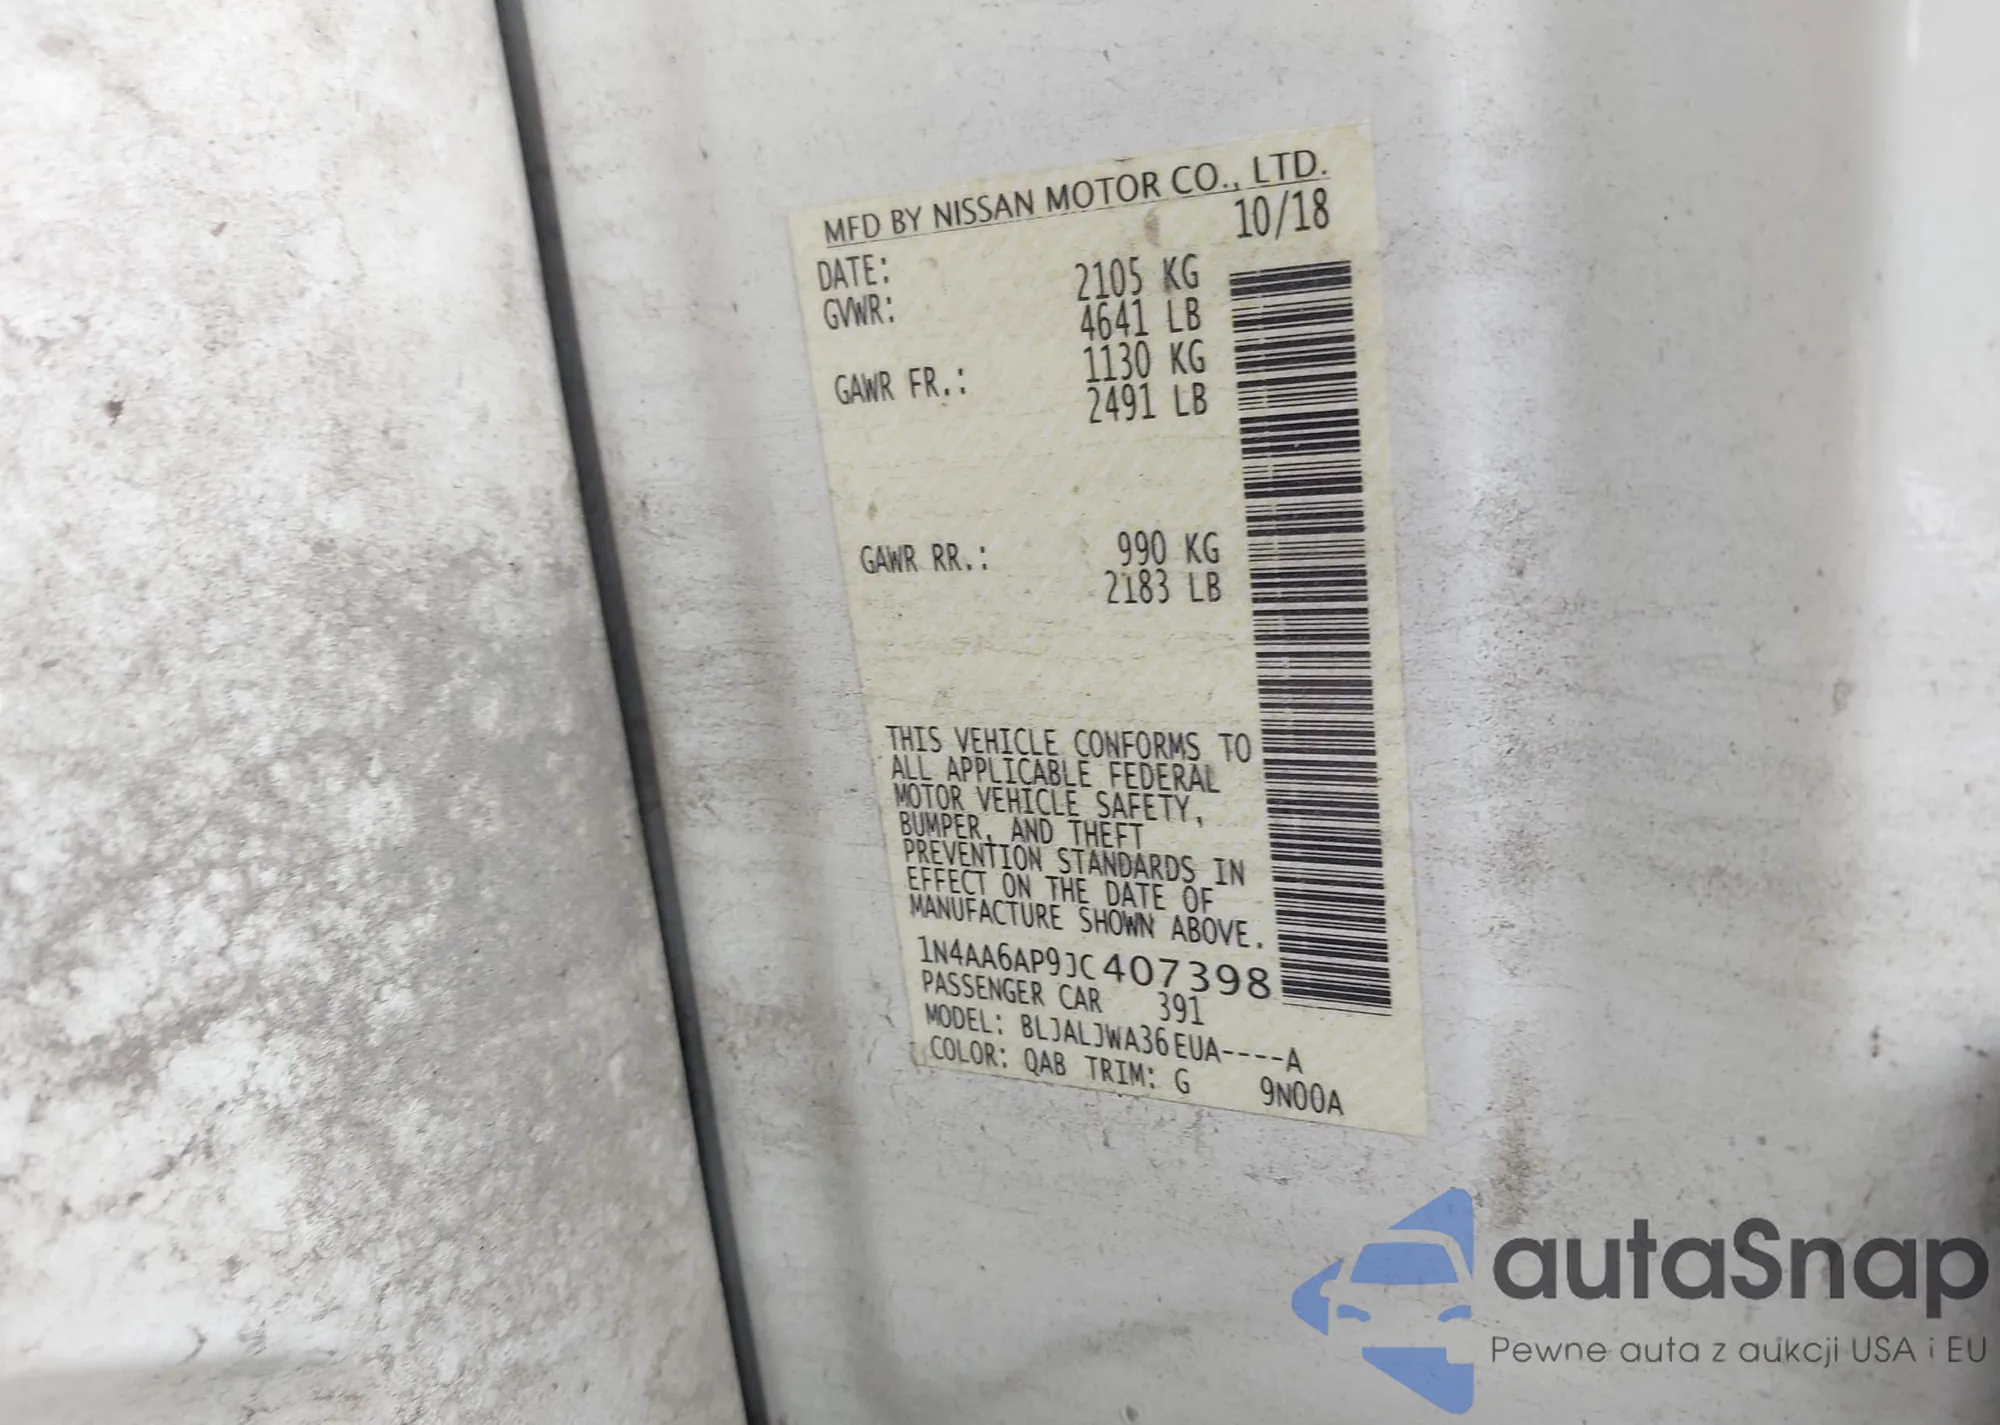 MFD BY NISSAN MOTOR CO., LTD.
DATE: 10/18
GVWR: 2105 KG
4641 LB
GAWR FR.: 1130 KG
2491 LB
GAWR RR.: 990 KG
2183 LB
THIS VEHICLE CONFORMS TO
ALL APPLICABLE FEDERAL
MOTOR VEHICLE SAFETY,
BUMPER, AND THEFT
PREVENTION STANDARDS IN
EFFECT ON THE DATE OF
MANUFACTURE SHOWN ABOVE.
1N4AA6AP9JC407398
PASSENGER CAR 391
MODEL: BLJALJWA36EUA----A
COLOR: QAB TRIM: G 9N00A
autaSnap
Pewne auta z aukcji USA i EU